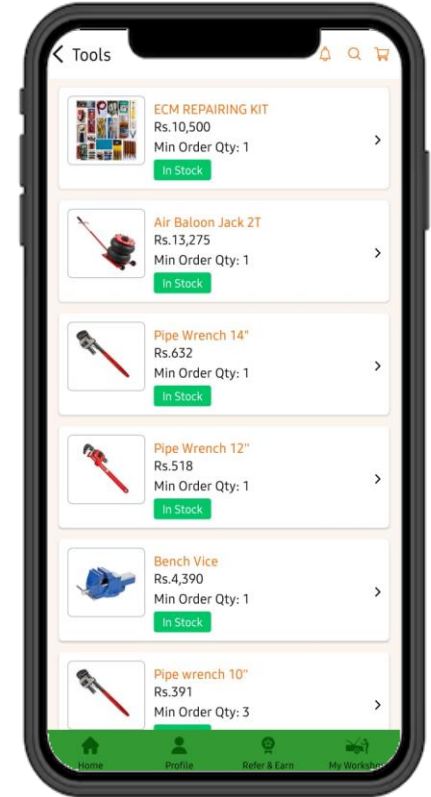 Tools
ECM REPAIRING KIT
Rs.10,500
Min Order Qty: 1
In Stock
Air Baloon Jack 2T
Rs.13,275
Min Order Qty: 1
In Stock
Pipe Wrench 14"
Rs.632
Min Order Qty: 1
In Stock
Pipe Wrench 12"
Rs.518
Min Order Qty: 1
In Stock
Bench Vice
Rs.4,390
Min Order Qty: 1
In Stock
Pipe wrench 10"
Rs.391
Min Order Qty: 3
Home Profile Refer & Earn My Worksho